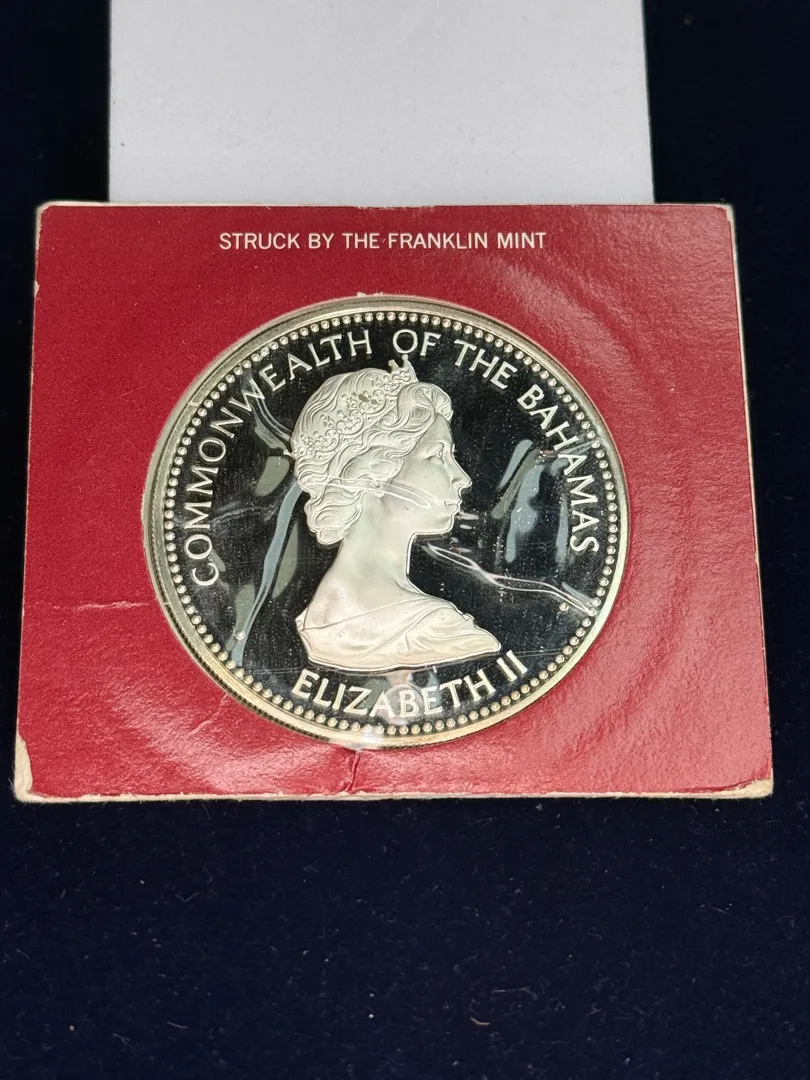 STRUCK BY THE FRANKLIN MINT
COMMONWEALTH OF THE BAHAMAS
ELIZABETH II